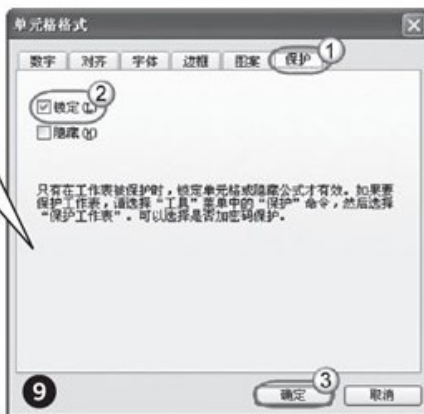 单元格格式
数字 对齐 字体 边框 图案 保护 ①
锁定(L) ②
隐藏(H)
只有在工作表被保护时，锁定单元格或隐藏公式才有效。如果要
保护工作表，请选择“工具”菜单中的“保护”命令，然后选择
“保护工作表”。可以选择是否加密码保护。
❾ 确定 ③ 取消